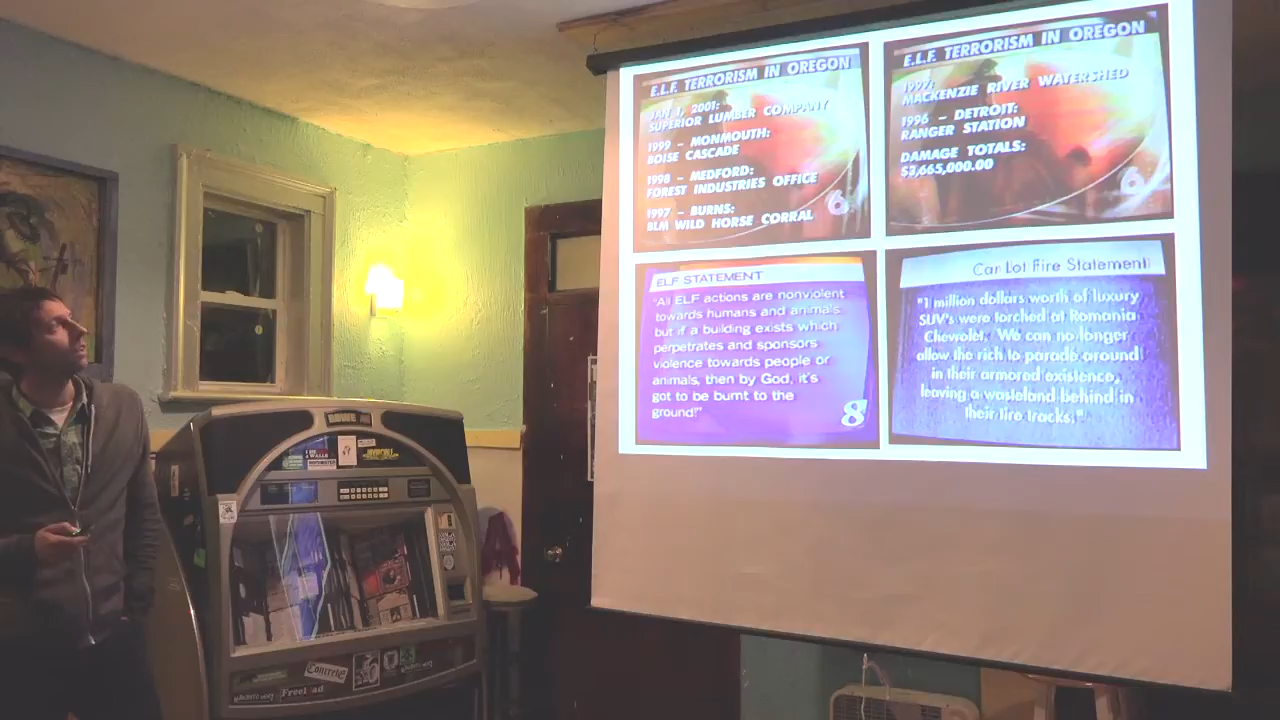 E.L.F. TERRORISM IN OREGON
JAN 1, 2001:
SUPERIOR LUMBER COMPANY
1999 – MONMOUTH:
BOISE CASCADE
1998 – MEDFORD:
FOREST INDUSTRIES OFFICE
1997 – BURNS:
BLM WILD HORSE CORRAL
6
E.L.F. TERRORISM IN OREGON
1997:
MACKENZIE RIVER WATERSHED
1996 – DETROIT:
RANGER STATION
DAMAGE TOTALS:
$3,665,000.00
6
ELF STATEMENT
"All ELF actions are nonviolent
towards humans and animals
but if a building exists which
perpetrates and sponsors
violence towards people or
animals, then by God, it's
got to be burnt to the
ground!"
8
Car Lot Fire Statement:
"1 million dollars worth of luxury
SUV's were torched at Romania
Chevrolet. We can no longer
allow the rich to parade around
in their armored existence,
leaving a wasteland behind in
their tire tracks."
ROWE
Concrete